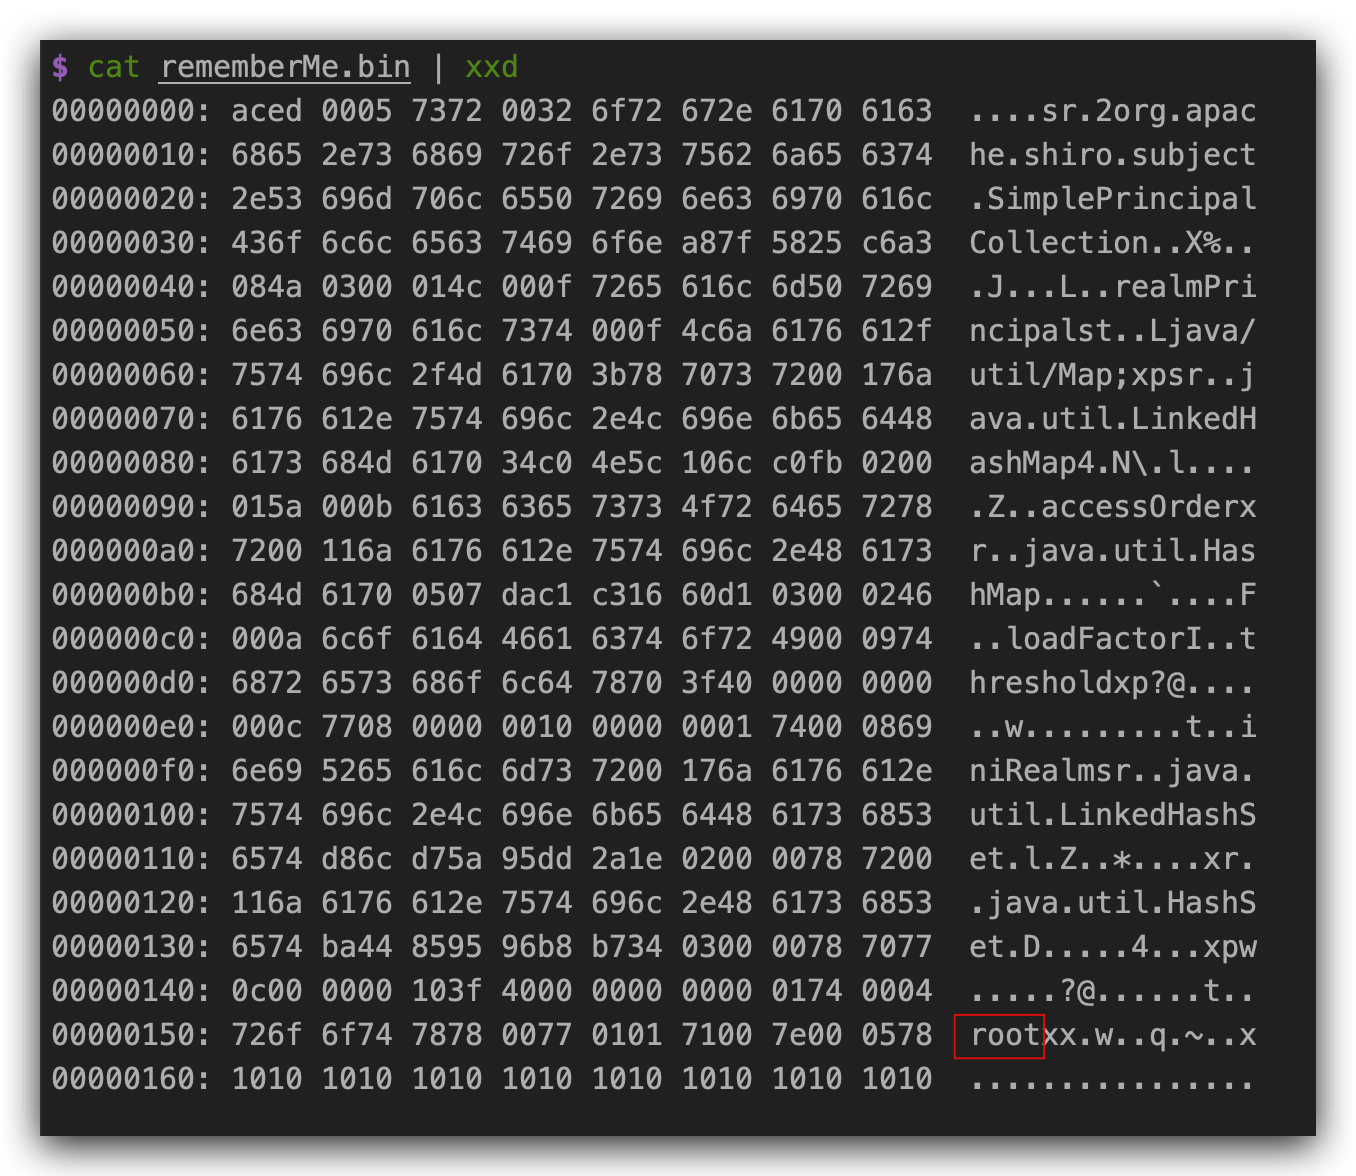 $ cat rememberMe.bin | xxd
00000000: aced 0005 7372 0032 6f72 672e 6170 6163  ....sr.2org.apac
00000010: 6865 2e73 6869 726f 2e73 7562 6a65 6374  he.shiro.subject
00000020: 2e53 696d 706c 6550 7269 6e63 6970 616c  .SimplePrincipal
00000030: 436f 6c6c 6563 7469 6f6e a87f 5825 c6a3  Collection..X%..
00000040: 084a 0300 014c 000f 7265 616c 6d50 7269  .J...L..realmPri
00000050: 6e63 6970 616c 7374 000f 4c6a 6176 612f  ncipalst..Ljava/
00000060: 7574 696c 2f4d 6170 3b78 7073 7200 176a  util/Map;xpsr..j
00000070: 6176 612e 7574 696c 2e4c 696e 6b65 6448  ava.util.LinkedH
00000080: 6173 684d 6170 34c0 4e5c 106c c0fb 0200  ashMap4.N\.l....
00000090: 015a 000b 6163 6365 7373 4f72 6465 7278  .Z..accessOrderx
000000a0: 7200 116a 6176 612e 7574 696c 2e48 6173  r..java.util.Has
000000b0: 684d 6170 0507 dac1 c316 60d1 0300 0246  hMap......`....F
000000c0: 000a 6c6f 6164 4661 6374 6f72 4900 0974  ..loadFactorI..t
000000d0: 6872 6573 686f 6c64 7870 3f40 0000 0000  hresholdxp?@....
000000e0: 000c 7708 0000 0010 0000 0001 7400 0869  ..w.........t..i
000000f0: 6e69 5265 616c 6d73 7200 176a 6176 612e  niRealmsr..java.
00000100: 7574 696c 2e4c 696e 6b65 6448 6173 6853  util.LinkedHashS
00000110: 6574 d86c d75a 95dd 2a1e 0200 0078 7200  et.l.Z..*....xr.
00000120: 116a 6176 612e 7574 696c 2e48 6173 6853  .java.util.HashS
00000130: 6574 ba44 8595 96b8 b734 0300 0078 7077  et.D.....4...xpw
00000140: 0c00 0000 103f 4000 0000 0000 0174 0004  .....?@......t..
00000150: 726f 6f74 7878 0077 0101 7100 7e00 0578  rootxx.w..q.~..x
00000160: 1010 1010 1010 1010 1010 1010 1010 1010  ................